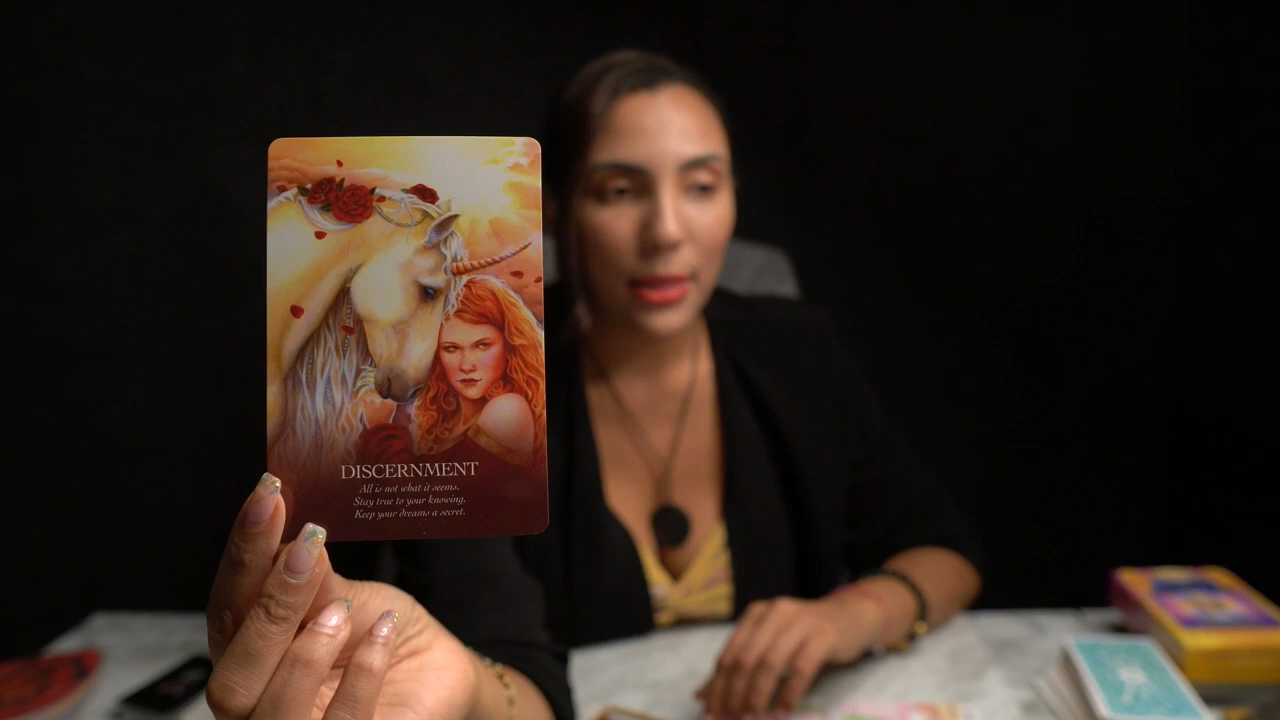 DISCERNMENT
All is not what it seems.
Stay true to your knowing.
Keep your dreams a secret.